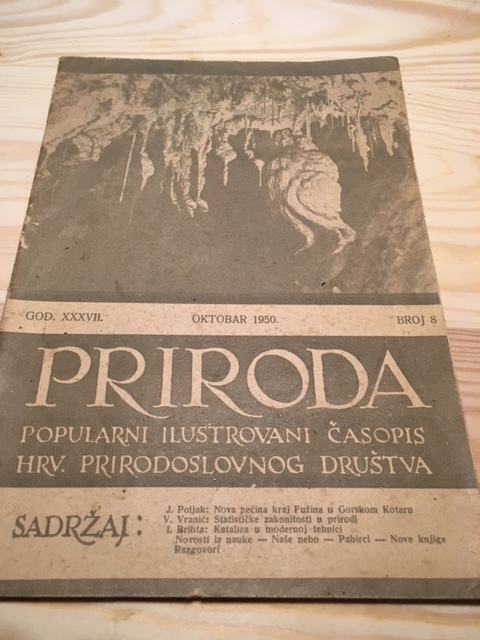 GOD. XXXVII. OKTOBAR 1950. BROJ 8
PRIRODA
POPULARNI ILUSTROVANI ČASOPIS
HRV. PRIRODOSLOVNOG DRUŠTVA
SADRŽAJ:
J. Poljak: Nova pećina kraj Fužina u Gorskom Kotaru
V. Vranić: Statističke zakonitosti u prirodi
I. Brihta: Kataliza u modernoj tehnici
Novosti iz nauke — Naše nebo — Pabirci — Nove knjige
Razgovori